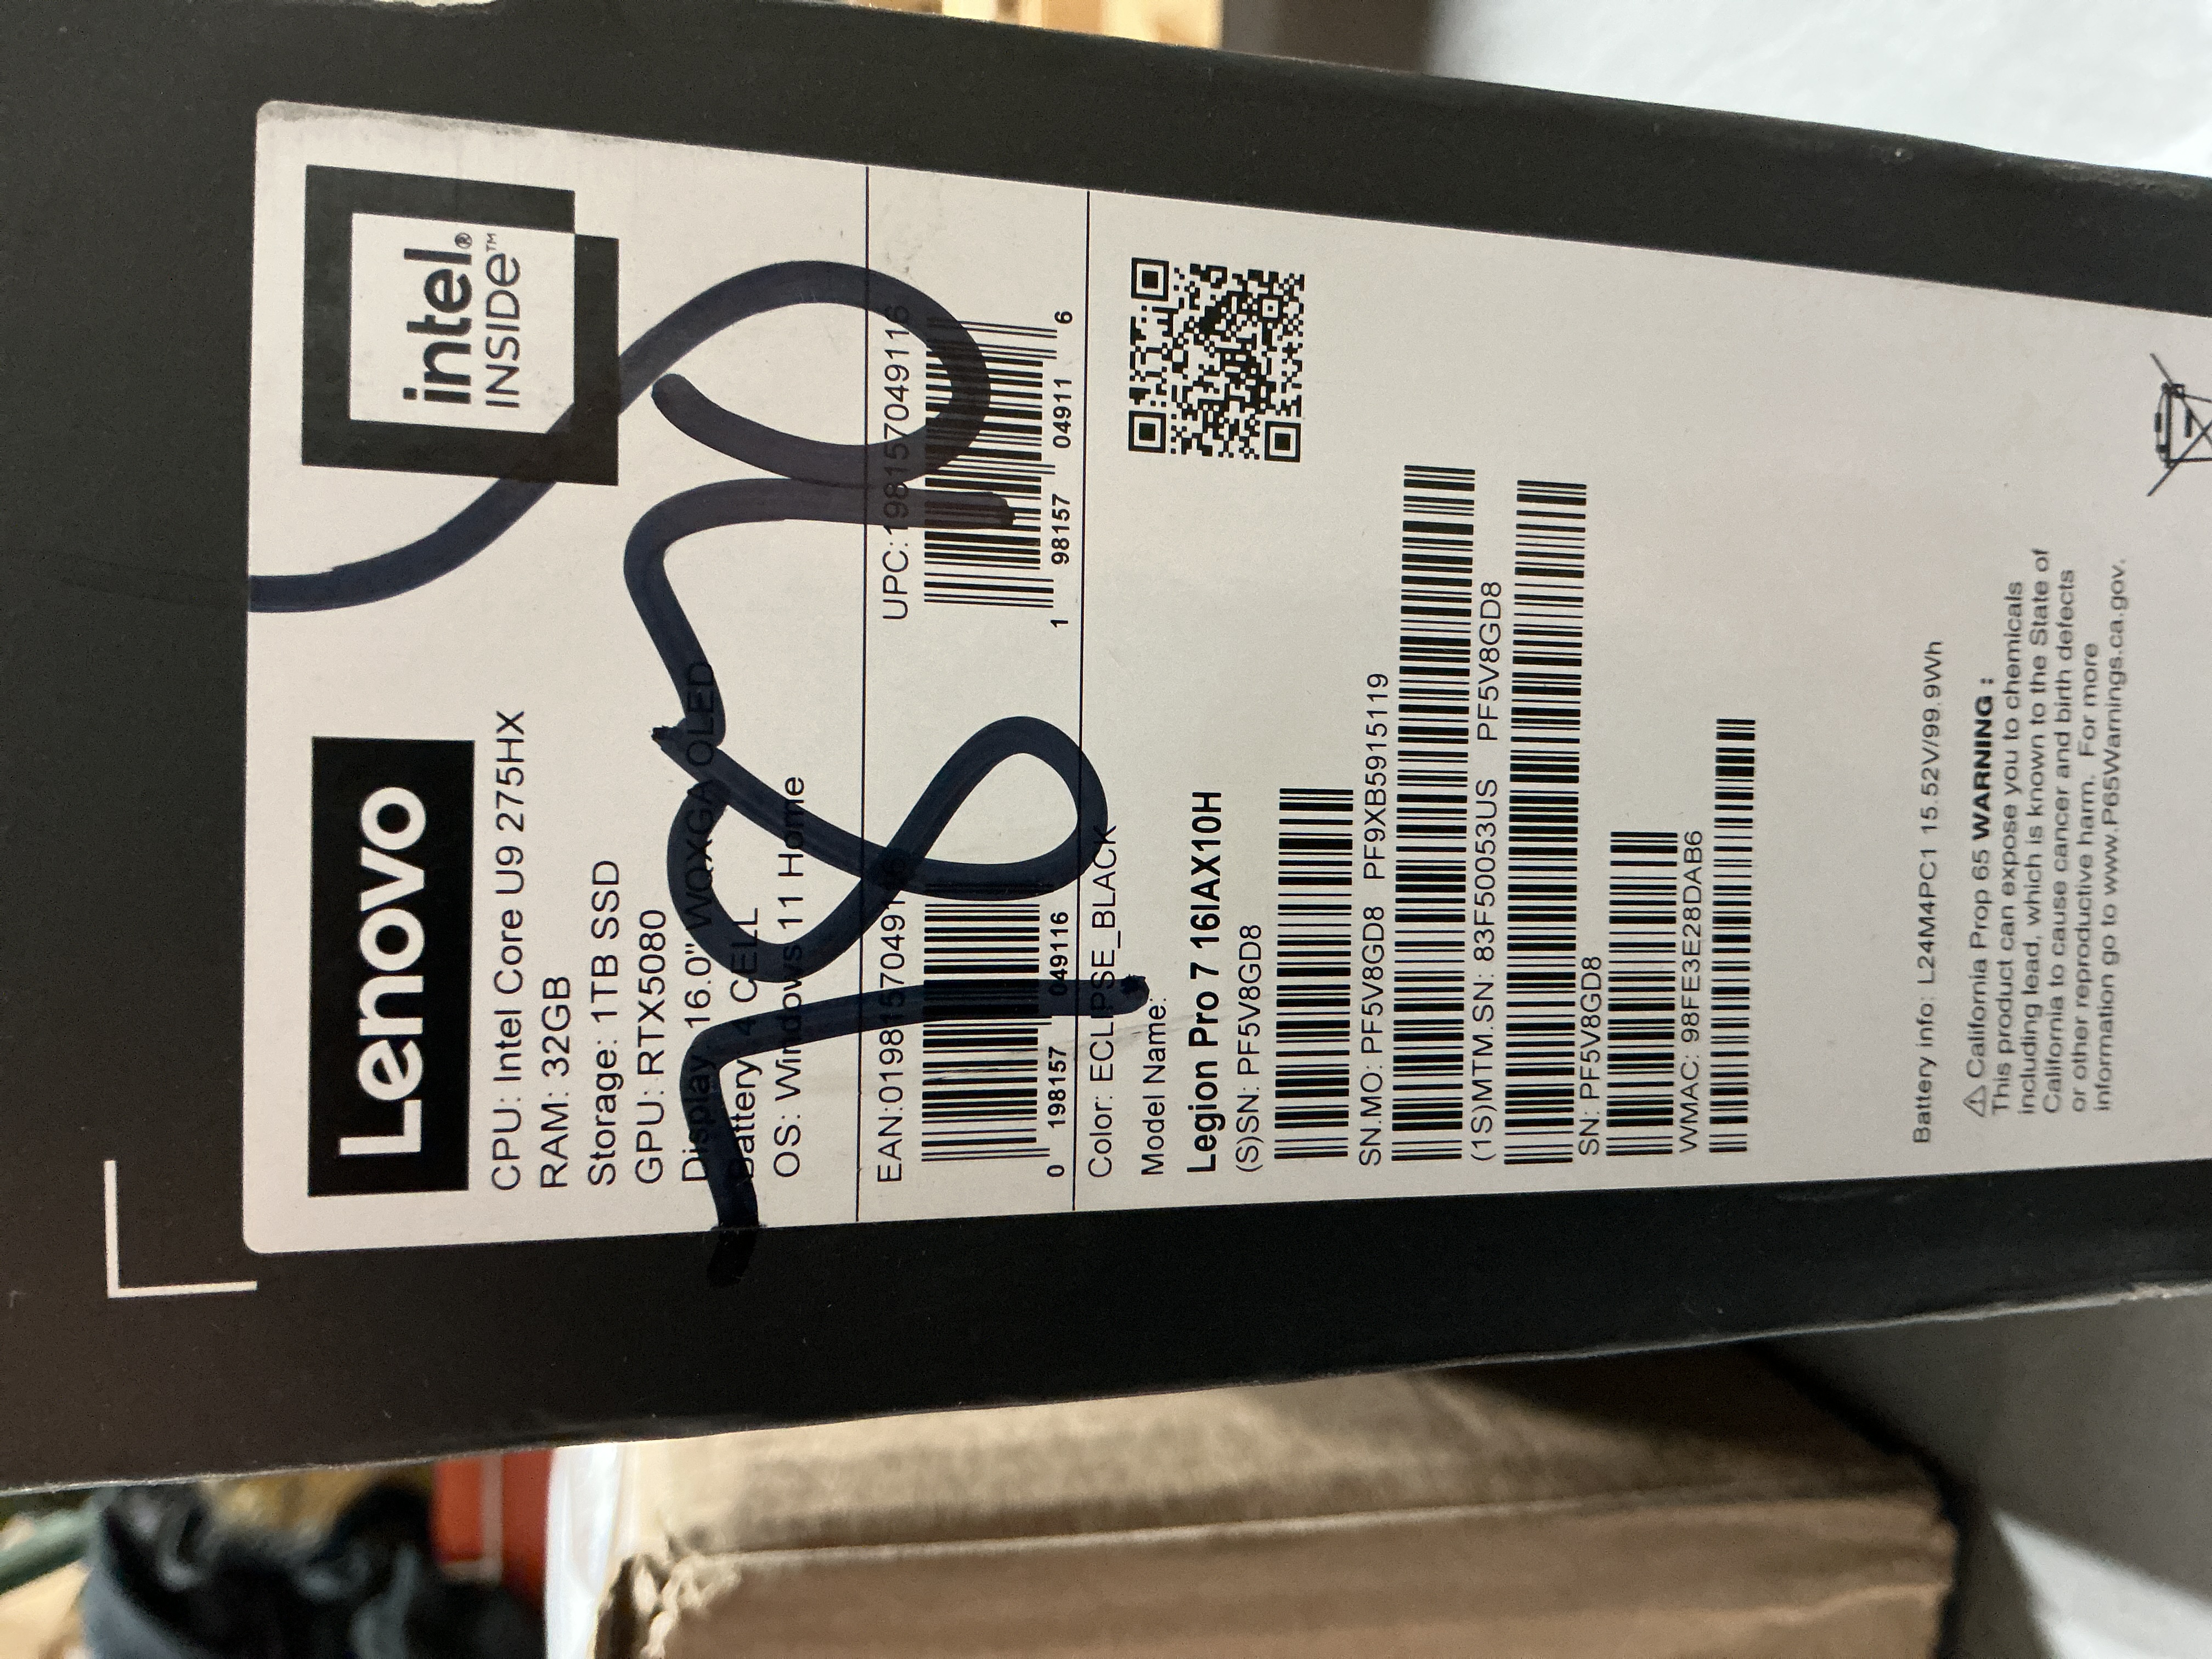 Lenovo
intel®
INSIDE™
CPU: Intel Core U9 275HX
RAM: 32GB
Storage: 1TB SSD
GPU: RTX5080
Display 16.0" WQXGA OLED
Battery 4 CELL
OS: Windows 11 Home
EAN:0198157049116
0 198157 049116
UPC:198157049116
1 98157 04911 6
Color: ECLIPSE_BLACK
Model Name:
Legion Pro 7 16IAX10H
(S)SN: PF5V8GD8
SN.MO: PF5V8GD8 PF9XB5915119
(1S)MTM.SN: 83F50053US PF5V8GD8
SN: PF5V8GD8
WMAC: 98FE3E28DAB6
Battery info: L24M4PC1 15.52V/99.9Wh
⚠California Prop 65 WARNING :
This product can expose you to chemicals
including lead, which is known to the State of
California to cause cancer and birth defects
or other reproductive harm. For more
information go to www.P65Warnings.ca.gov.